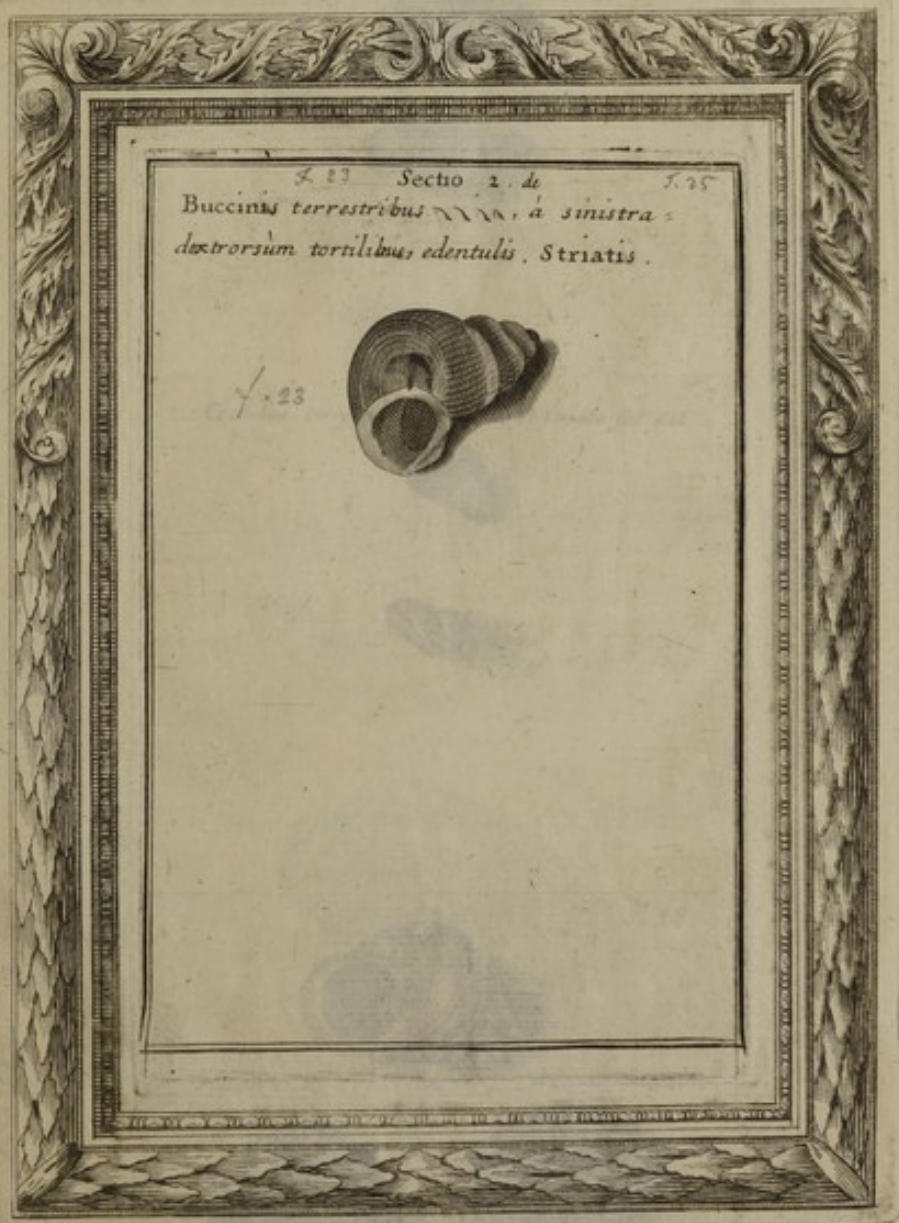 f. 23 Sectio 2. de f. 25
Buccinis terrestribus , à sinistra =
dextrorsùm tortilibus, edentulis. Striatis.
f. 23